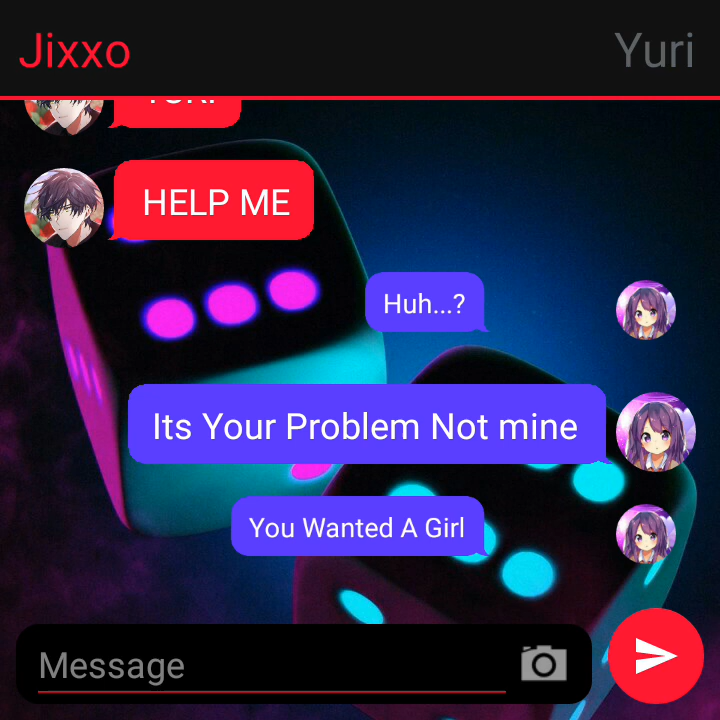 Jixxo
Yuri
HELP ME
Huh...?
Its Your Problem Not mine
You Wanted A Girl
Message